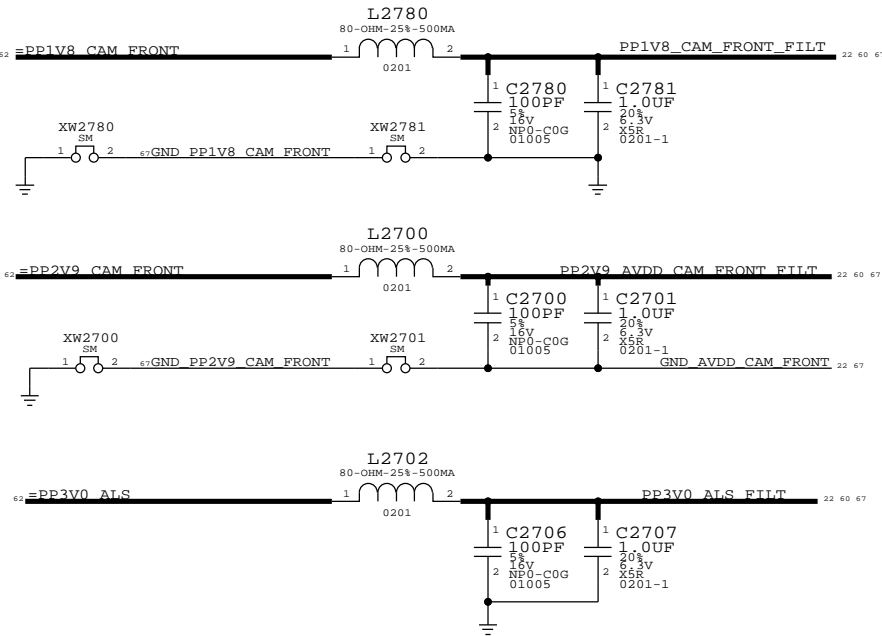 L2780
80-OHM-25%-500MA
62 =PP1V8_CAM_FRONT 1 2 PP1V8_CAM_FRONT_FILT 22 60 67
0201
1 C2780 1 C2781
100PF 1.0UF
5% 20%
16V 6.3V
2 NP0-C0G 2 X5R
01005 0201-1
XW2780 XW2781
SM SM
1 2 67 GND_PP1V8_CAM_FRONT 1 2
L2700
80-OHM-25%-500MA
62 =PP2V9_CAM_FRONT 1 2 PP2V9_AVDD_CAM_FRONT_FILT 22 60 67
0201
1 C2700 1 C2701
100PF 1.0UF
5% 20%
16V 6.3V
2 NP0-C0G 2 X5R
01005 0201-1
XW2700 XW2701
SM SM
1 2 67 GND_PP2V9_CAM_FRONT 1 2 GND_AVDD_CAM_FRONT 22 67
L2702
80-OHM-25%-500MA
62 =PP3V0_ALS 1 2 PP3V0_ALS_FILT 22 60 67
0201
1 C2706 1 C2707
100PF 1.0UF
5% 20%
16V 6.3V
2 NP0-C0G 2 X5R
01005 0201-1